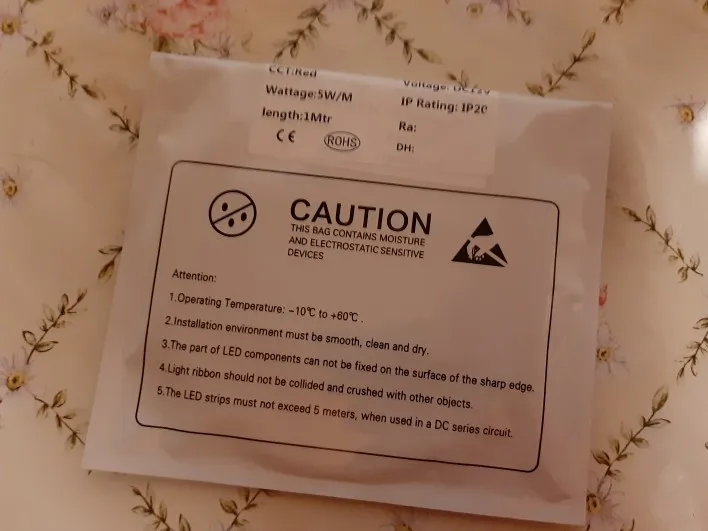 CCT:Red
Voltage: DC12V
Wattage:5W/M
IP Rating: IP20
length:1Mtr
Ra:
CE
ROHS
DH:
CAUTION
THIS BAG CONTAINS MOISTURE
AND ELECTROSTATIC SENSITIVE
DEVICES
Attention:
1.Operating Temperature: -10℃ to +60℃ .
2.Installation environment must be smooth, clean and dry.
3.The part of LED components can not be fixed on the surface of the sharp edge.
4.Light ribbon should not be collided and crushed with other objects.
5.The LED strips must not exceed 5 meters, when used in a DC series circuit.